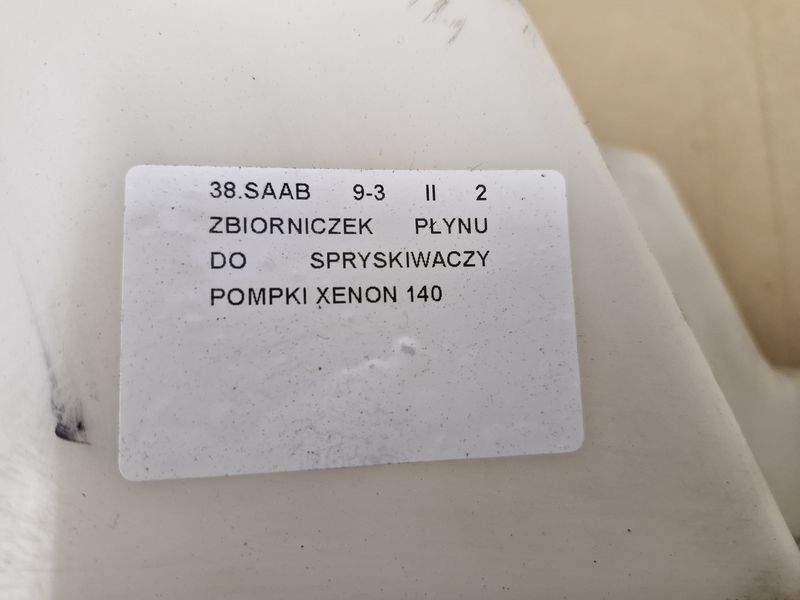 38.SAAB 9-3 II 2
ZBIORNICZEK PŁYNU
DO SPRYSKIWACZY
POMPKI XENON 140